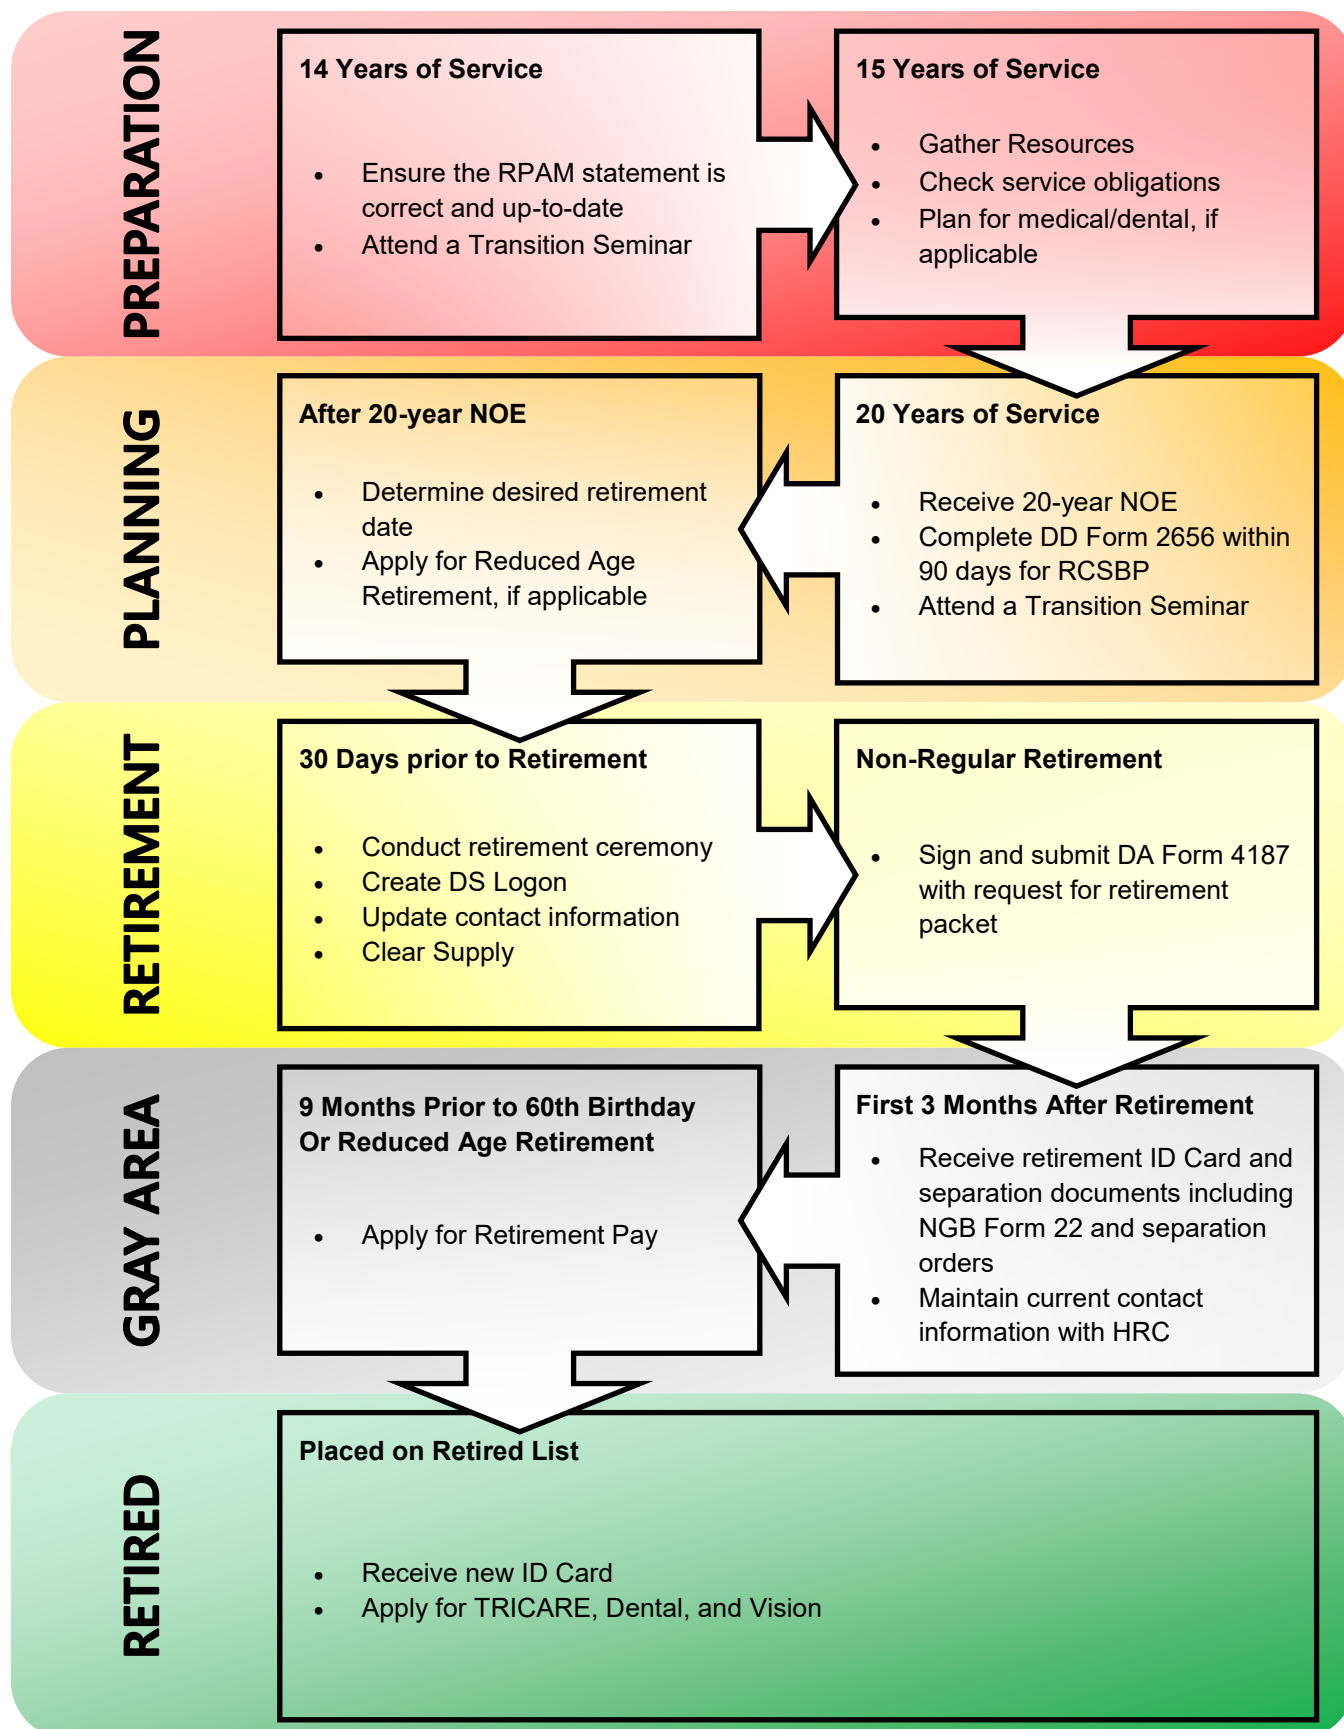 PREPARATION
14 Years of Service
• Ensure the RPAM statement is
correct and up-to-date
• Attend a Transition Seminar
15 Years of Service
• Gather Resources
• Check service obligations
• Plan for medical/dental, if
applicable
PLANNING
20 Years of Service
• Receive 20-year NOE
• Complete DD Form 2656 within
90 days for RCSBP
• Attend a Transition Seminar
After 20-year NOE
• Determine desired retirement
date
• Apply for Reduced Age
Retirement, if applicable
RETIREMENT
30 Days prior to Retirement
• Conduct retirement ceremony
• Create DS Logon
• Update contact information
• Clear Supply
Non-Regular Retirement
• Sign and submit DA Form 4187
with request for retirement
packet
GRAY AREA
First 3 Months After Retirement
• Receive retirement ID Card and
separation documents including
NGB Form 22 and separation
orders
• Maintain current contact
information with HRC
9 Months Prior to 60th Birthday
Or Reduced Age Retirement
• Apply for Retirement Pay
RETIRED
Placed on Retired List
• Receive new ID Card
• Apply for TRICARE, Dental, and Vision